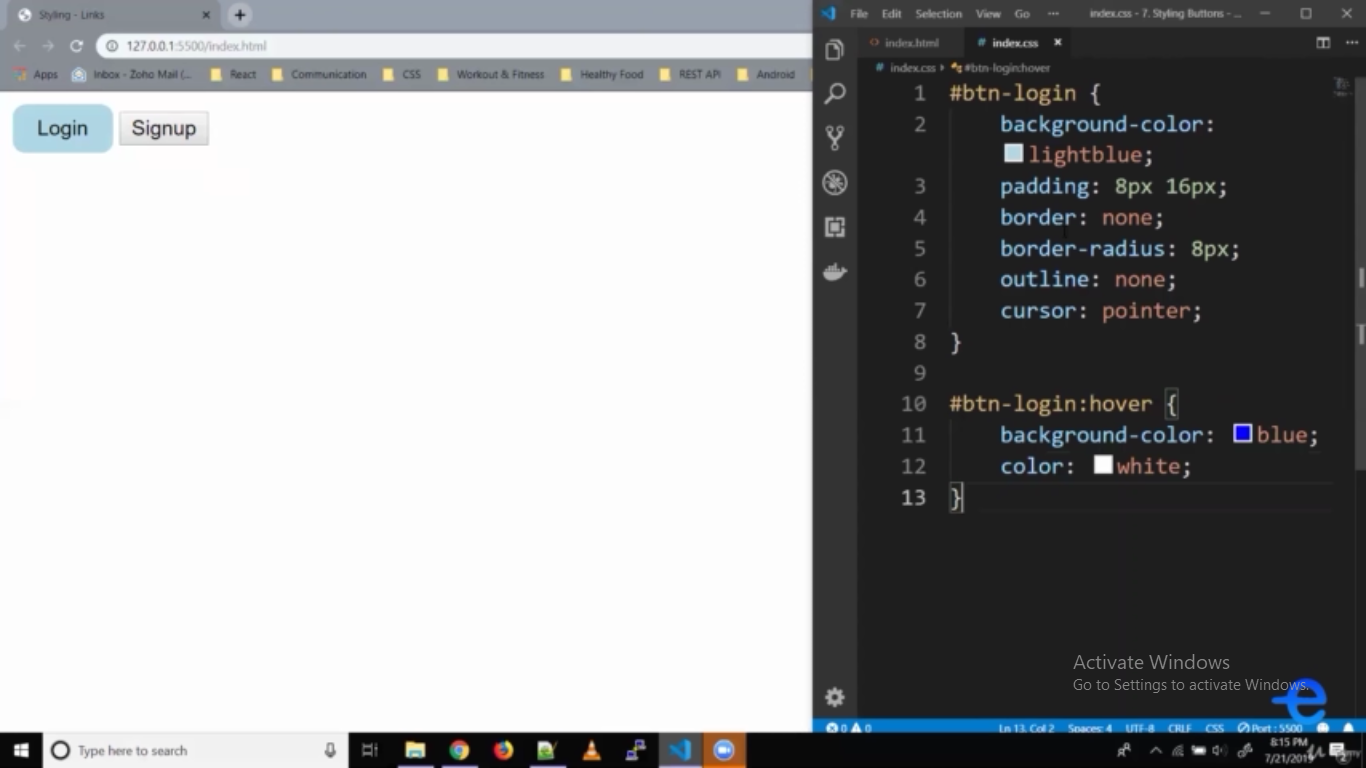 Styling - Links
127.0.0.1:5500/index.html
Apps Inbox - Zoho Mail (... React Communication CSS Workout & Fitness Healthy Food REST API Android
Login Signup
File Edit Selection View Go ··· index.css - 7. Styling Buttons - ...
index.html index.css
index.css #btn-login:hover
1 #btn-login {
2 background-color:
lightblue;
3 padding: 8px 16px;
4 border: none;
5 border-radius: 8px;
6 outline: none;
7 cursor: pointer;
8 }
9
10 #btn-login:hover {
11 background-color: blue;
12 color: white;
13 }
Activate Windows
Go to Settings to activate Windows.
0 0 Ln 13, Col 2 Spaces: 4 UTF-8 CRLF CSS Port : 5500
Type here to search
8:15 PM